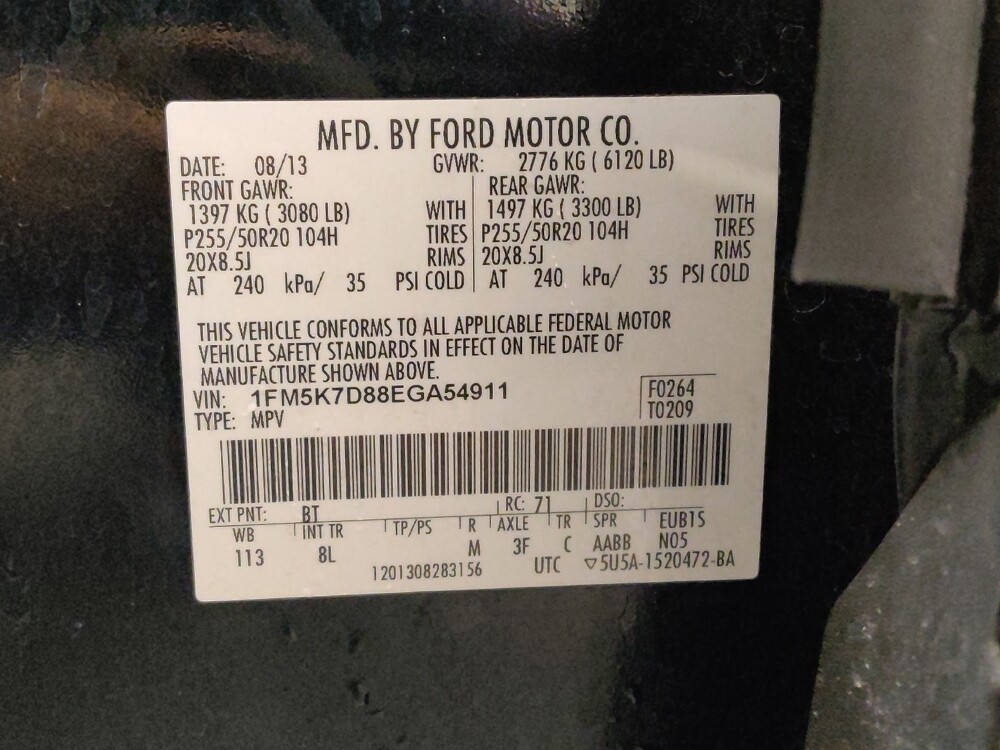 MFD. BY FORD MOTOR CO.
DATE: 08/13 GVWR: 2776 KG ( 6120 LB)
FRONT GAWR: REAR GAWR:
1397 KG ( 3080 LB) WITH 1497 KG ( 3300 LB) WITH
P255/50R20 104H TIRES P255/50R20 104H TIRES
20X8.5J RIMS 20X8.5J RIMS
AT 240 kPa/ 35 PSI COLD AT 240 kPa/ 35 PSI COLD
THIS VEHICLE CONFORMS TO ALL APPLICABLE FEDERAL MOTOR
VEHICLE SAFETY STANDARDS IN EFFECT ON THE DATE OF
MANUFACTURE SHOWN ABOVE.
VIN: 1FM5K7D88EGA54911 F0264
TYPE: MPV T0209
EXT PNT: BT RC: 71 DSO:
WB INT TR TP/PS R AXLE TR SPR EUB1S
113 8L M 3F C AABB N05
1201308283156 UTC ▽5U5A-1520472-BA